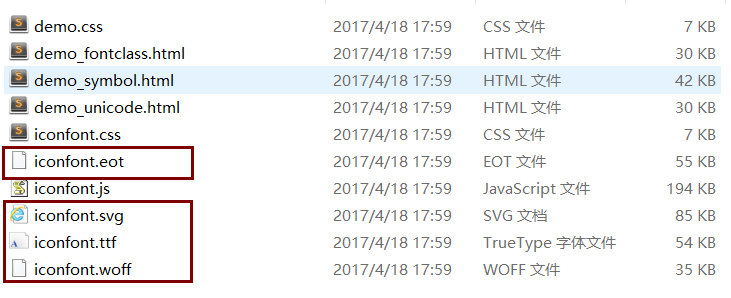 demo.css 2017/4/18 17:59 CSS 文件 7 KB
demo_fontclass.html 2017/4/18 17:59 HTML 文件 30 KB
demo_symbol.html 2017/4/18 17:59 HTML 文件 42 KB
demo_unicode.html 2017/4/18 17:59 HTML 文件 30 KB
iconfont.css 2017/4/18 17:59 CSS 文件 7 KB
iconfont.eot 2017/4/18 17:59 EOT 文件 55 KB
iconfont.js 2017/4/18 17:59 JavaScript 文件 194 KB
iconfont.svg 2017/4/18 17:59 SVG 文档 85 KB
iconfont.ttf 2017/4/18 17:59 TrueType 字体文件 54 KB
iconfont.woff 2017/4/18 17:59 WOFF 文件 35 KB